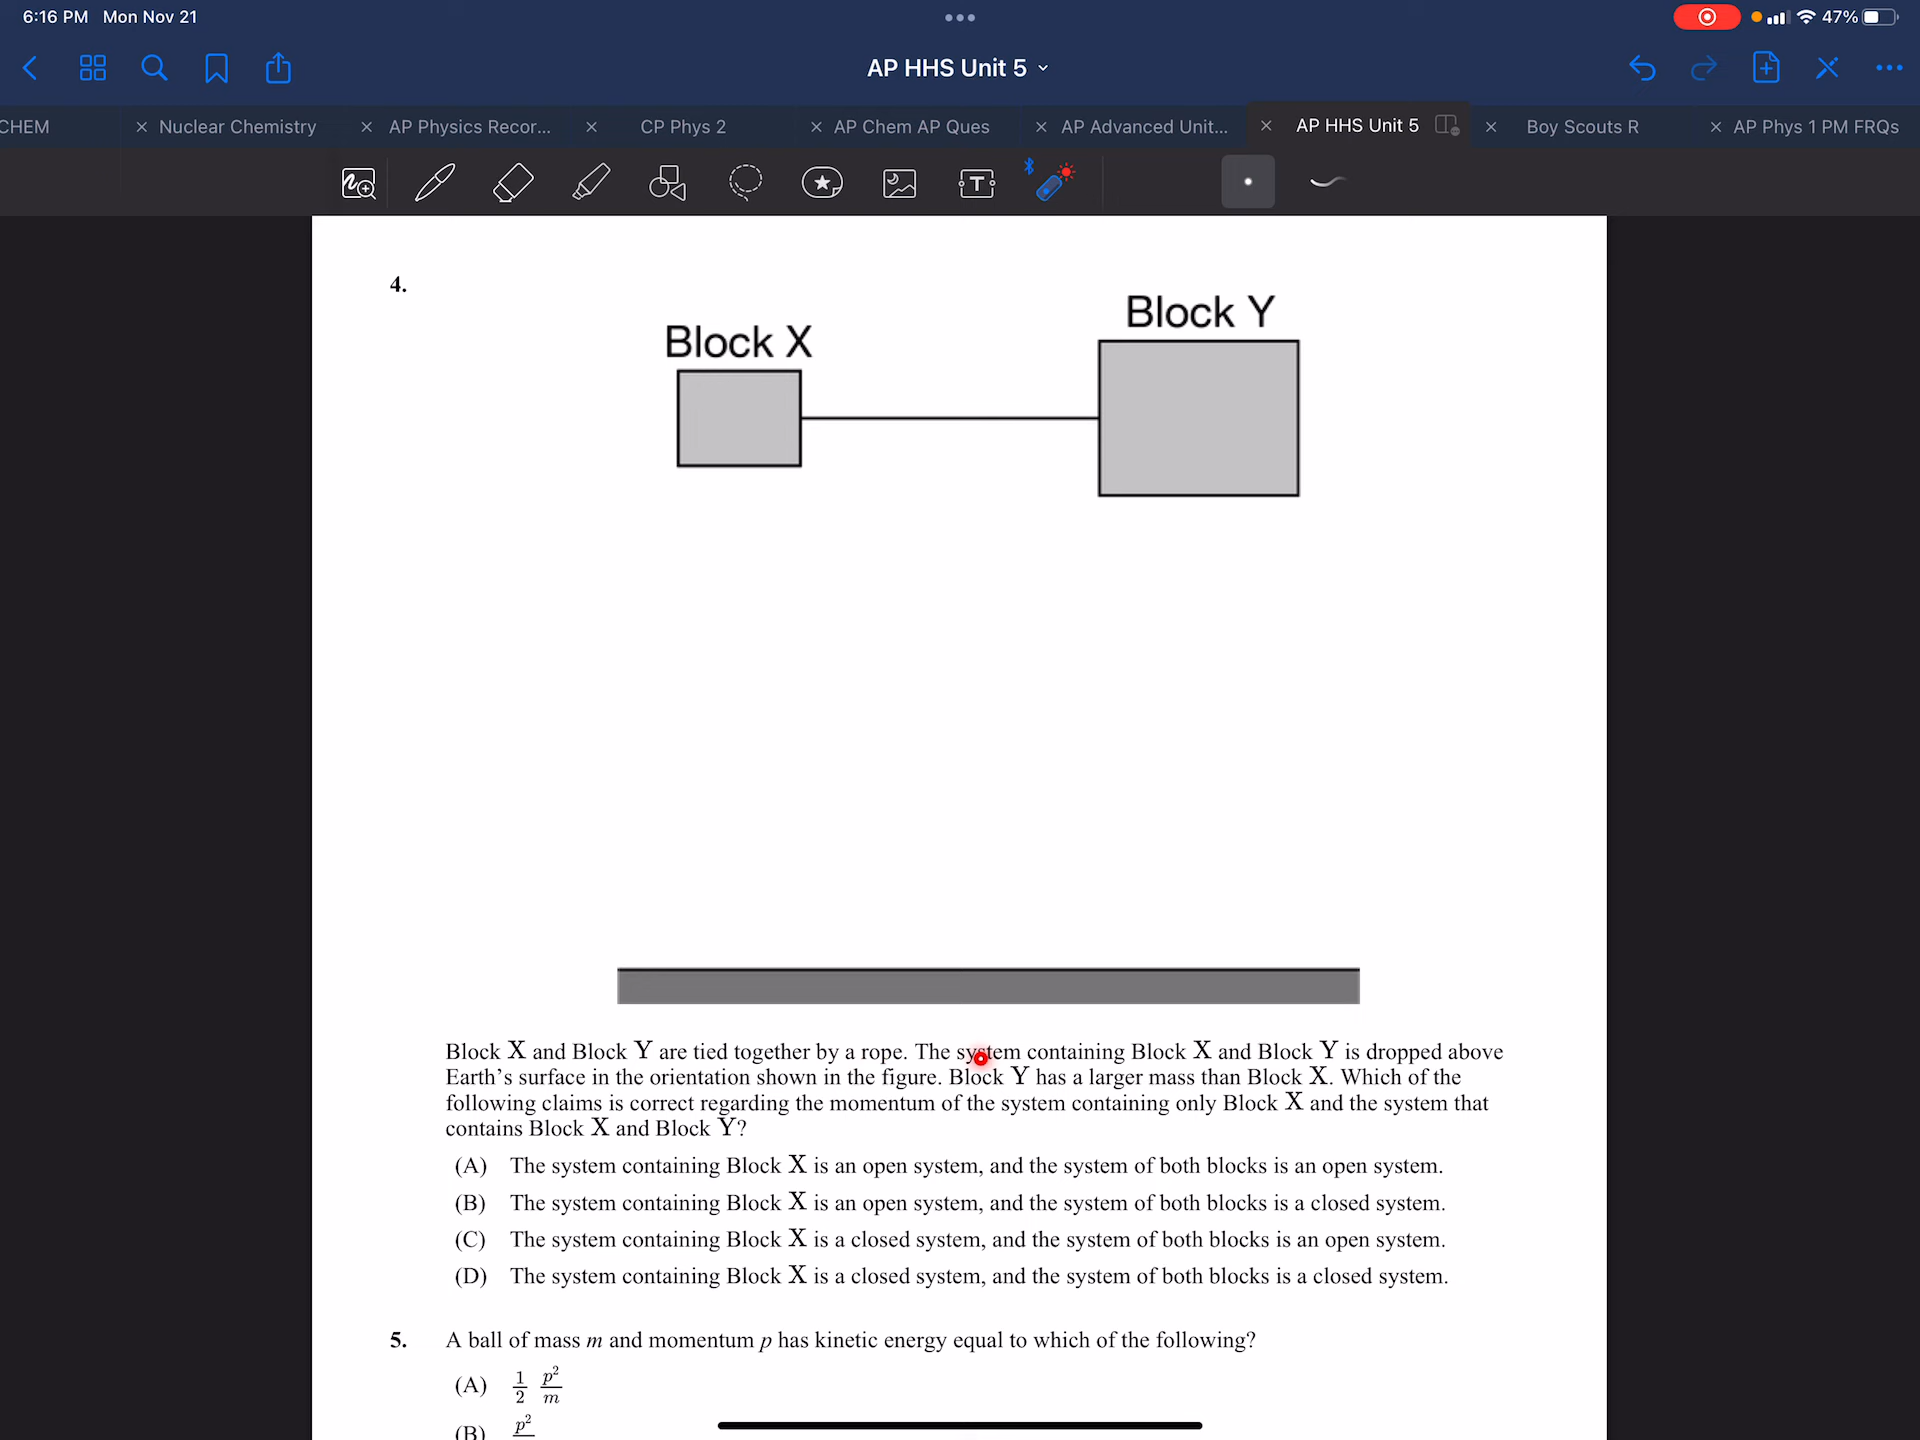 6:16 PM Mon Nov 21
47%
AP HHS Unit 5
CHEM
Nuclear Chemistry
AP Physics Recor...
CP Phys 2
AP Chem AP Ques
AP Advanced Unit...
AP HHS Unit 5
Boy Scouts R
AP Phys 1 PM FRQs
4.
Block X
Block Y
Block X and Block Y are tied together by a rope. The system containing Block X and Block Y is dropped above
Earth's surface in the orientation shown in the figure. Block Y has a larger mass than Block X. Which of the
following claims is correct regarding the momentum of the system containing only Block X and the system that
contains Block X and Block Y?
(A) The system containing Block X is an open system, and the system of both blocks is an open system.
(B) The system containing Block X is an open system, and the system of both blocks is a closed system.
(C) The system containing Block X is a closed system, and the system of both blocks is an open system.
(D) The system containing Block X is a closed system, and the system of both blocks is a closed system.
5. A ball of mass m and momentum p has kinetic energy equal to which of the following?
(A) 1/2 p²/m
(B) p²